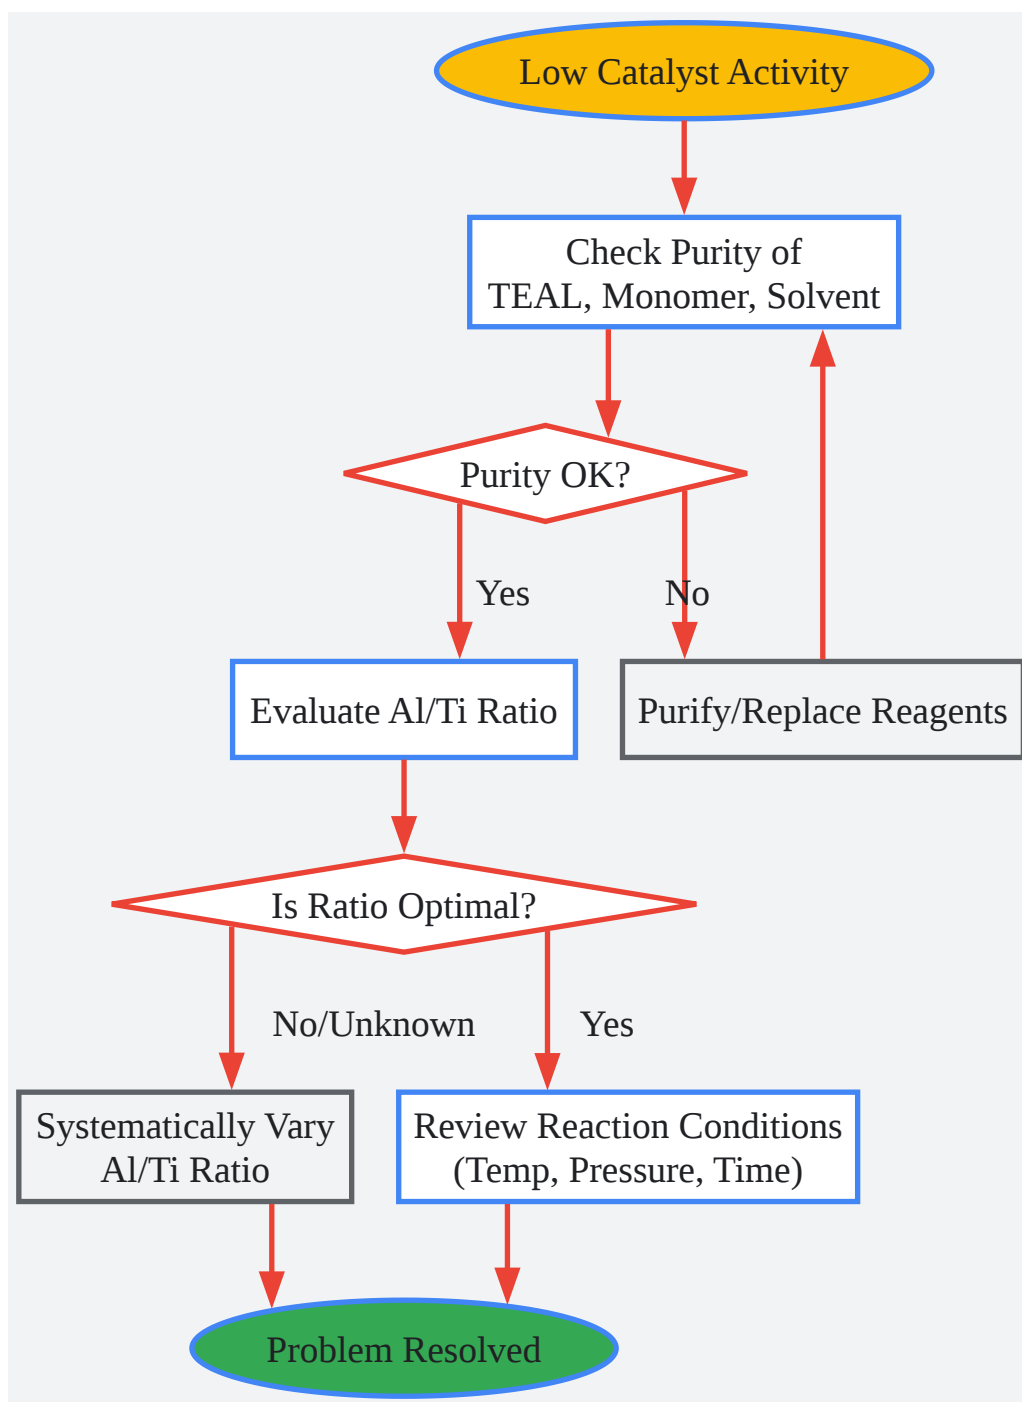 Low Catalyst Activity
Check Purity of
TEAL, Monomer, Solvent
Purity OK?
Yes
No
Evaluate Al/Ti Ratio
Purify/Replace Reagents
Is Ratio Optimal?
No/Unknown
Yes
Systematically Vary
Al/Ti Ratio
Review Reaction Conditions
(Temp, Pressure, Time)
Problem Resolved